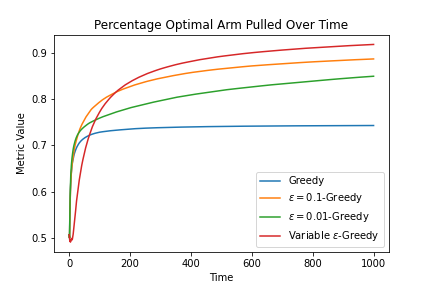 Percentage Optimal Arm Pulled Over Time
Metric Value
0.9
0.8
0.7
0.6
0.5
0
200
400
600
800
1000
Time
Greedy
ε = 0.1-Greedy
ε = 0.01-Greedy
Variable ε-Greedy